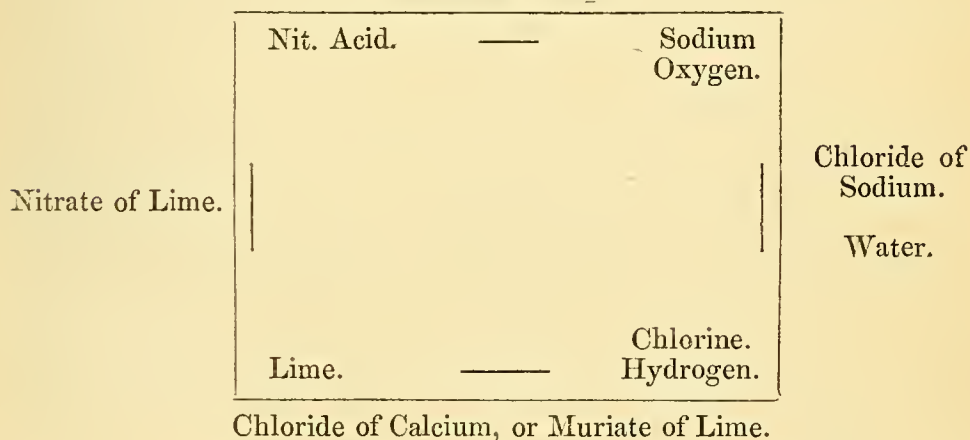 Nit. Acid. — Sodium
Oxygen.
Nitrate of Lime.
Chloride of
Sodium.
Water.
Chlorine.
Lime. — Hydrogen.
Chloride of Calcium, or Muriate of Lime.